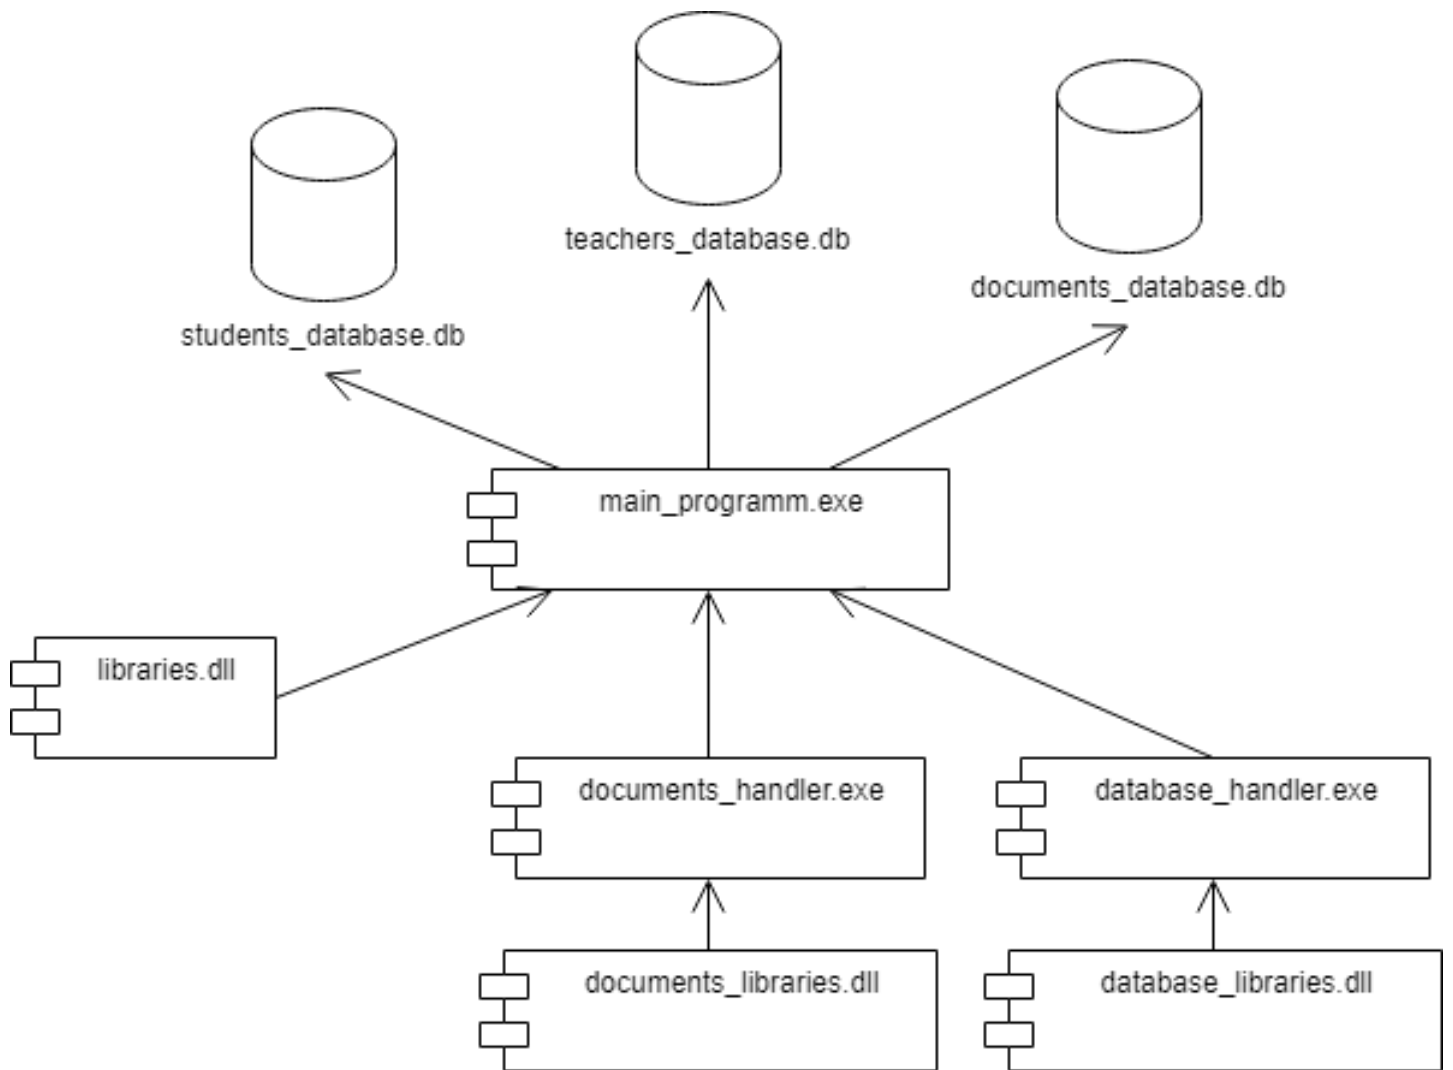 teachers_database.db
documents_database.db
students_database.db
main_programm.exe
libraries.dll
documents_handler.exe
database_handler.exe
documents_libraries.dll
database_libraries.dll